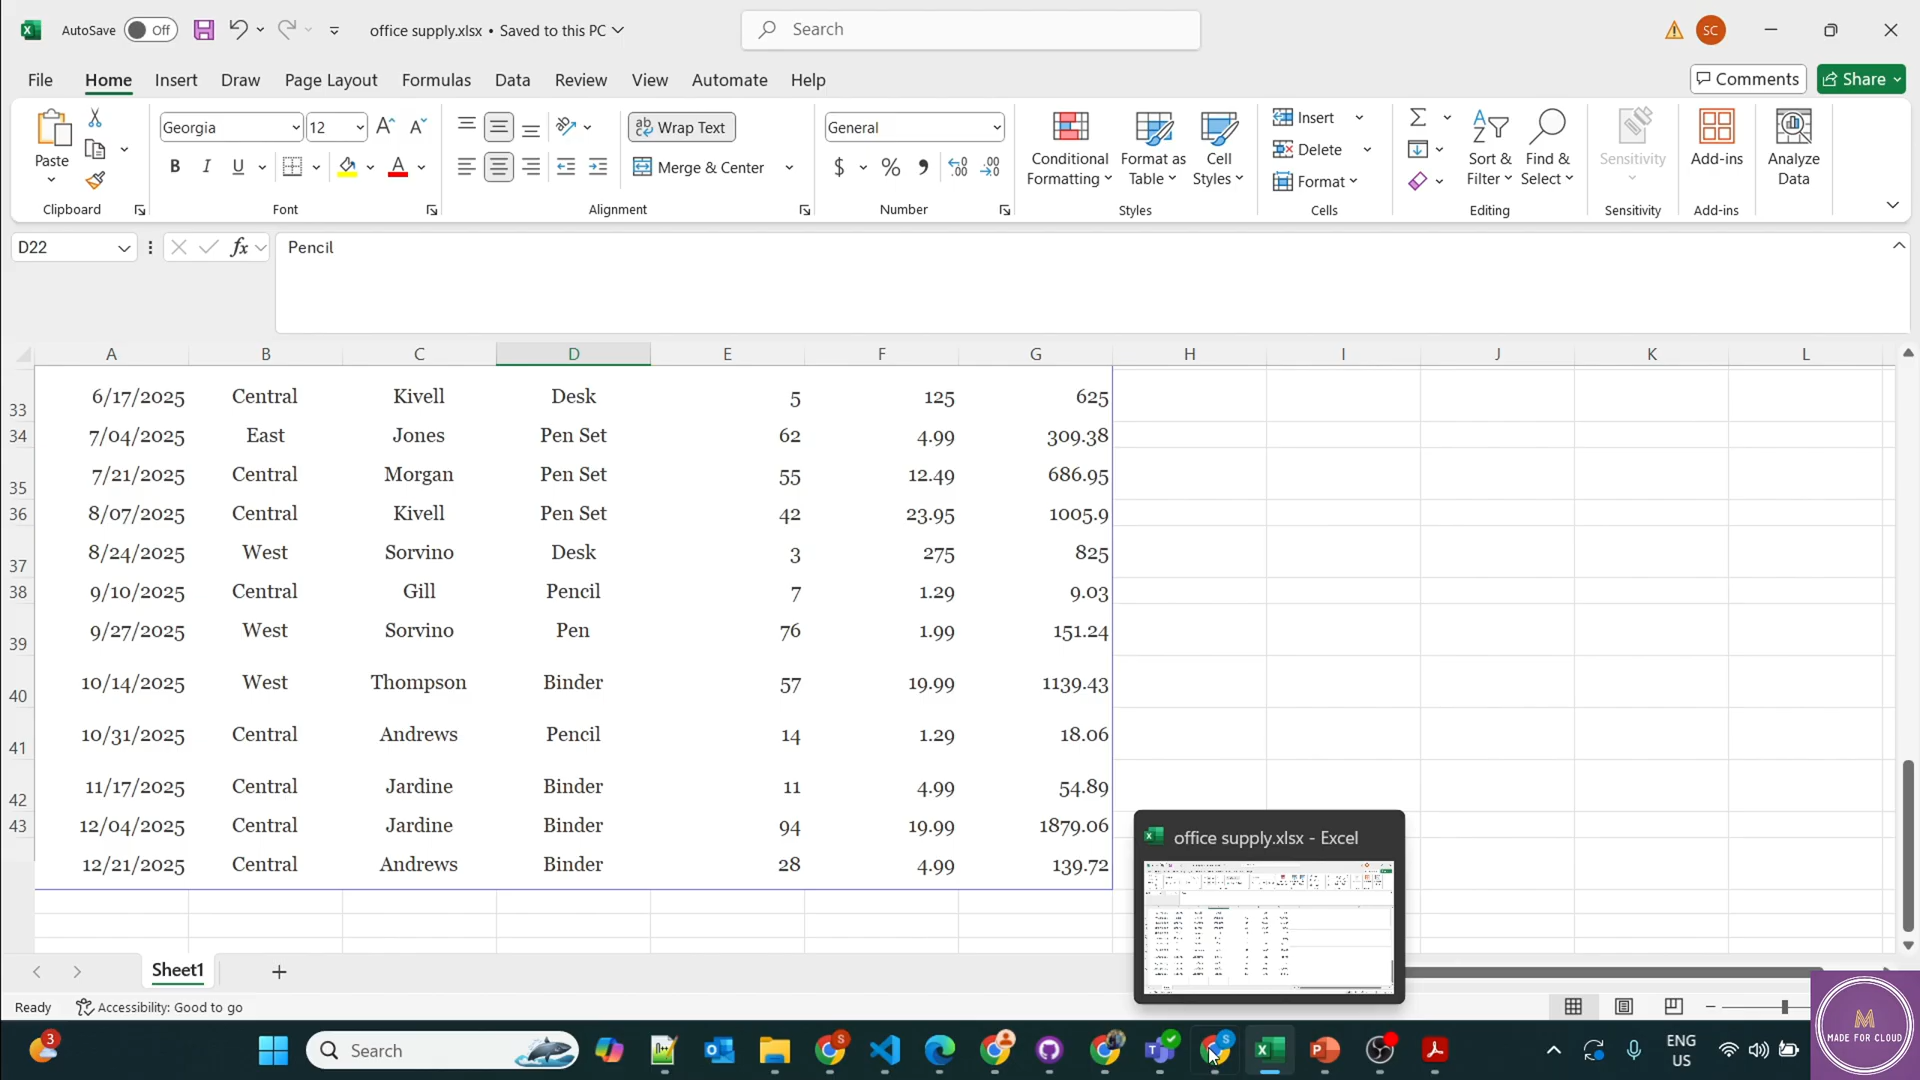 AutoSave Off office supply.xlsx • Saved to this PC Search SC
File Home Insert Draw Page Layout Formulas Data Review View Automate Help Comments Share
Paste Georgia 12 Wrap Text General Conditional Formatting Format as Table Cell Styles Insert Sort & Filter Find & Select Sensitivity Add-ins Analyze Data
B I U A Merge & Center $ % Delete
Format
Clipboard Font Alignment Number Styles Cells Editing Sensitivity Add-ins
D22 fx Pencil
A B C D E F G H I J K L
33 6/17/2025 Central Kivell Desk 5 125 625
34 7/04/2025 East Jones Pen Set 62 4.99 309.38
35 7/21/2025 Central Morgan Pen Set 55 12.49 686.95
36 8/07/2025 Central Kivell Pen Set 42 23.95 1005.9
37 8/24/2025 West Sorvino Desk 3 275 825
38 9/10/2025 Central Gill Pencil 7 1.29 9.03
39 9/27/2025 West Sorvino Pen 76 1.99 151.24
40 10/14/2025 West Thompson Binder 57 19.99 1139.43
41 10/31/2025 Central Andrews Pencil 14 1.29 18.06
42 11/17/2025 Central Jardine Binder 11 4.99 54.89
43 12/04/2025 Central Jardine Binder 94 19.99 1879.06
12/21/2025 Central Andrews Binder 28 4.99 139.72
office supply.xlsx - Excel
Sheet1
Ready Accessibility: Good to go
3 Search ENG
US
M
MADE FOR CLOUD